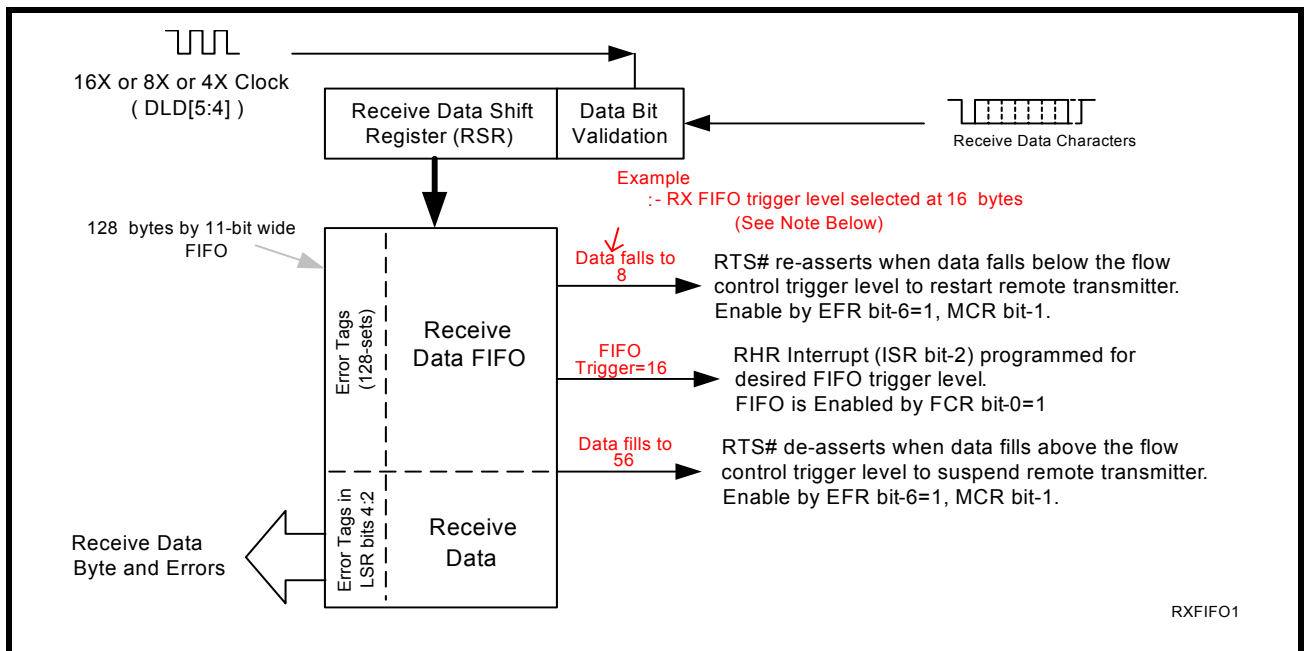 16X or 8X or 4X Clock
( DLD[5:4] )
Receive Data Shift
Register (RSR)
Data Bit
Validation
Receive Data Characters
Example
:- RX FIFO trigger level selected at 16 bytes
(See Note Below)
128 bytes by 11-bit wide
FIFO
Error Tags
(128-sets)
Receive
Data FIFO
Data falls to
8
RTS# re-asserts when data falls below the flow
control trigger level to restart remote transmitter.
Enable by EFR bit-6=1, MCR bit-1.
FIFO
Trigger=16
RHR Interrupt (ISR bit-2) programmed for
desired FIFO trigger level.
FIFO is Enabled by FCR bit-0=1
Data fills to
56
RTS# de-asserts when data fills above the flow
control trigger level to suspend remote transmitter.
Enable by EFR bit-6=1, MCR bit-1.
Error Tags in
LSR bits 4:2
Receive
Data
Receive Data
Byte and Errors
RXFIFO1